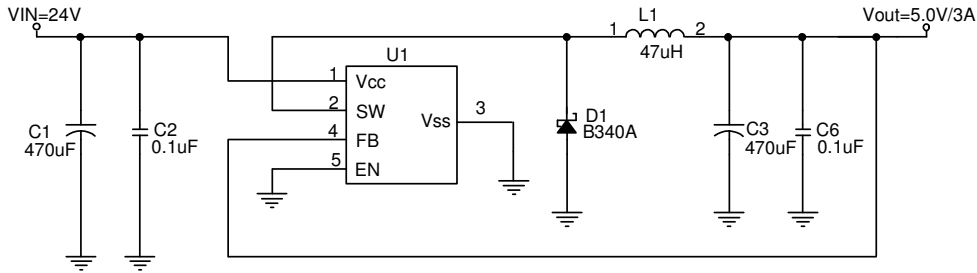 VIN=24V
L1
Vout=5.0V/3A
1
2
47uH
U1
1
Vcc
2
SW
4
FB
5
EN
Vss
3
C1
470uF
C2
0.1uF
D1
B340A
C3
470uF
C6
0.1uF